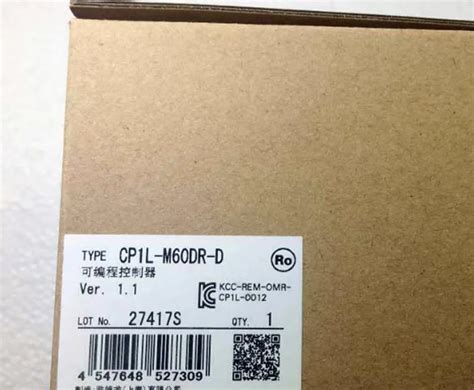 TYPE CP1L-M60DR-D
Ro
可编程控制器
Ver. 1.1
KCC-REM-OMR-
CP1L-0012
LOT No. 27417S QTY. 1
4 547648 527309